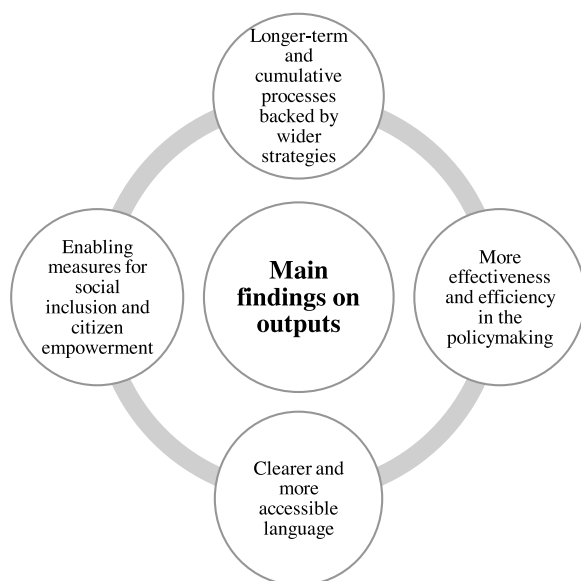 Longer-term
and
cumulative
processes
backed by
wider
strategies
Enabling
measures for
social
inclusion and
citizen
empowerment
Main
findings on
outputs
More
effectiveness
and efficiency
in the
policymaking
Clearer and
more
accessible
language